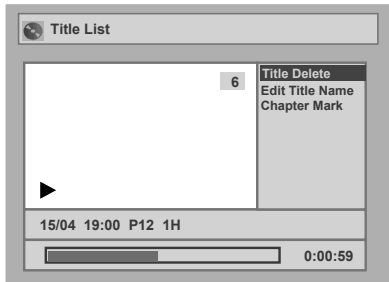 Title List
6
Title Delete
Edit Title Name
Chapter Mark
15/04 19:00 P12 1H
0:00:59